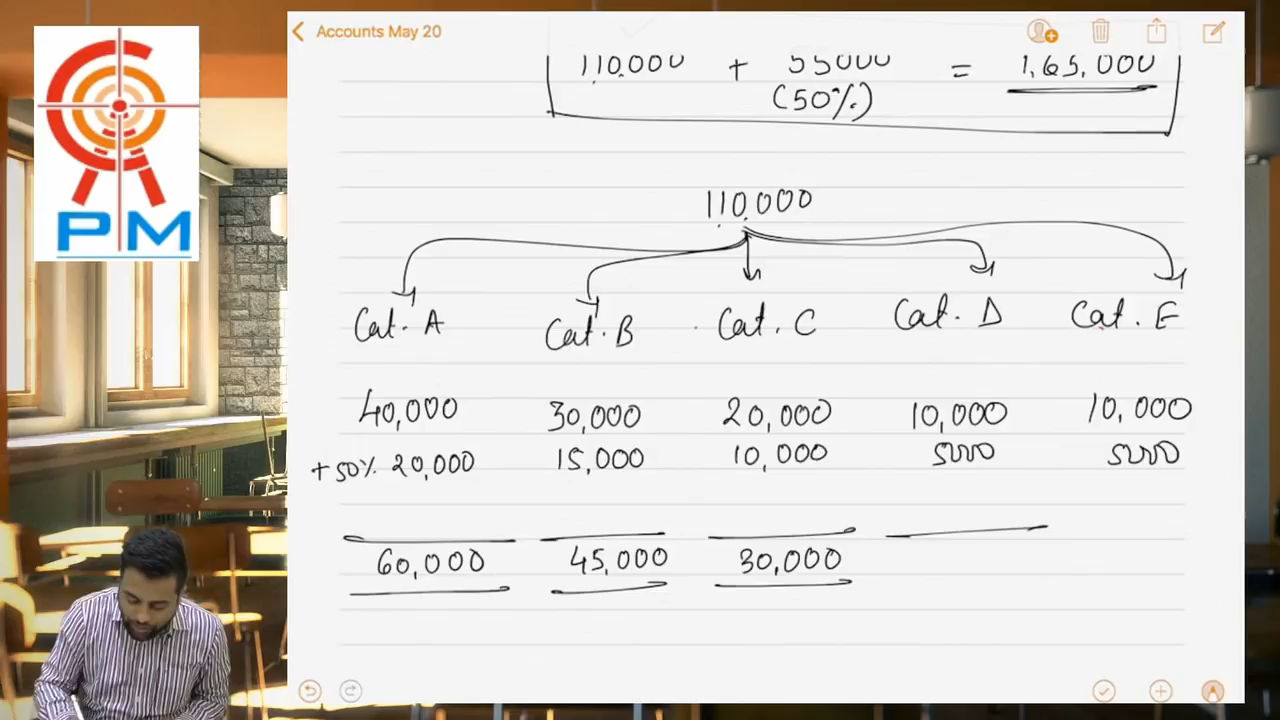 PM
Accounts May 20
110,000 + 55000 = 1,65,000
(50%)
110,000
Cat. A Cat. B Cat. C Cat. D Cat. E
40,000 30,000 20,000 10,000 10,000
+50% 20,000 15,000 10,000 5000 5000
60,000 45,000 30,000